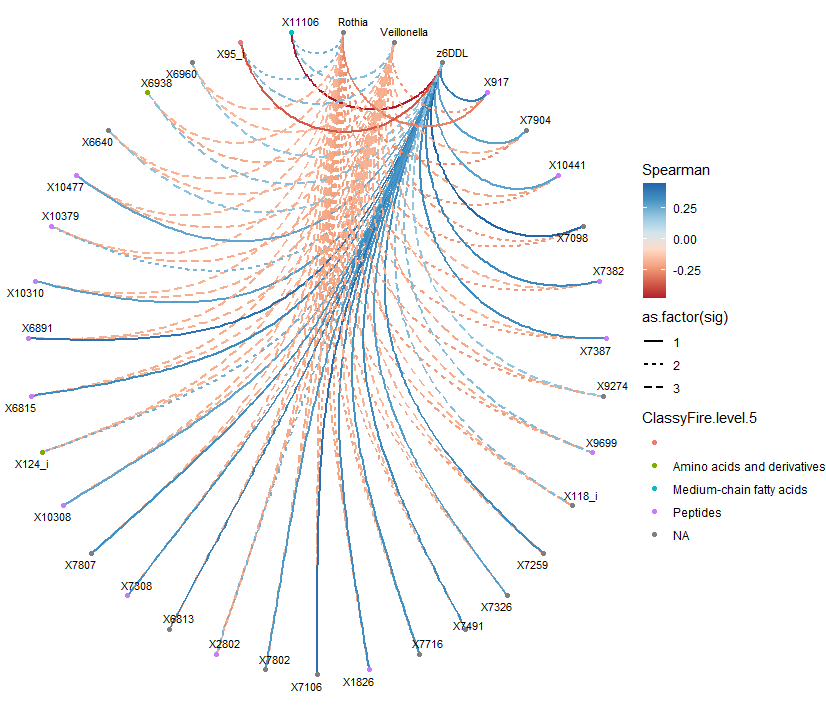 X11106
Rothia
Veillonella
X95_
z6DDL
X6960
X6938
X917
X7904
X6640
X10441
X10477
X10379
X7098
X10310
X7382
X6891
X7387
X6815
X9274
X124_i
X9699
X10308
X118_i
X7807
X7259
X7308
X7326
X6813
X7491
X2802
X7716
X7802
X7106
X1826
Spearman
0.25
0.00
-0.25
as.factor(sig)
1
2
3
ClassyFire.level.5
Amino acids and derivatives
Medium-chain fatty acids
Peptides
NA